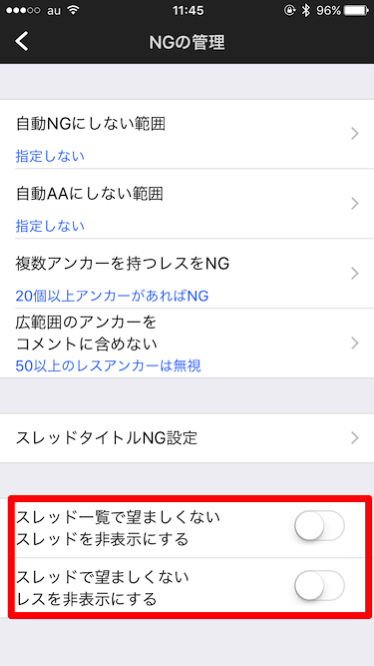 au 11:45 96%
NGの管理
自動NGにしない範囲
指定しない
自動AAにしない範囲
指定しない
複数アンカーを持つレスをNG
20個以上アンカーがあればNG
広範囲のアンカーを
コメントに含めない
50以上のレスアンカーは無視
スレッドタイトルNG設定
スレッド一覧で望ましくない
スレッドを非表示にする
スレッドで望ましくない
レスを非表示にする